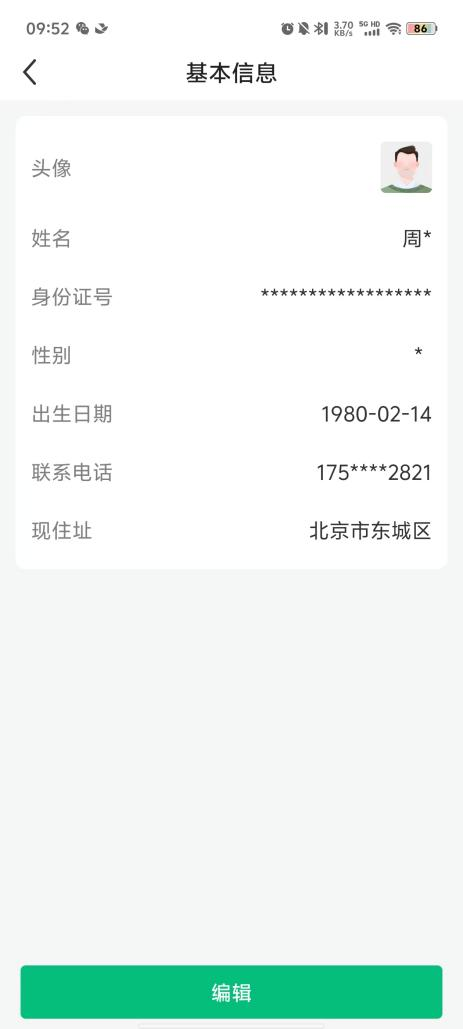 09:52
3.70
KB/s
5G HD
86
基本信息
头像
姓名 周*
身份证号 ******************
性别 *
出生日期 1980-02-14
联系电话 175****2821
现住址 北京市东城区
编辑